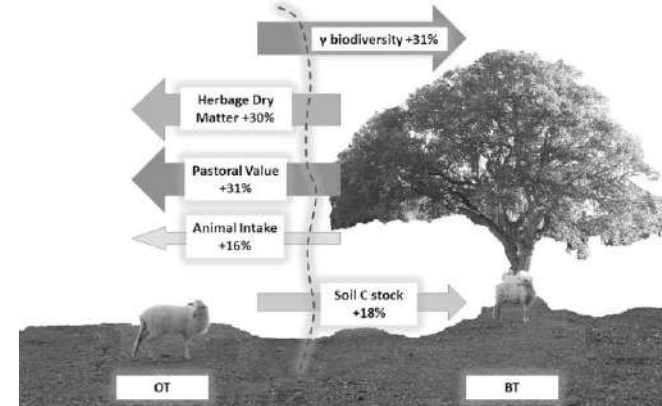 γ biodiversity +31%
Herbage Dry
Matter +30%
Pastoral Value
+31%
Animal Intake
+16%
Soil C stock
+18%
OT
BT